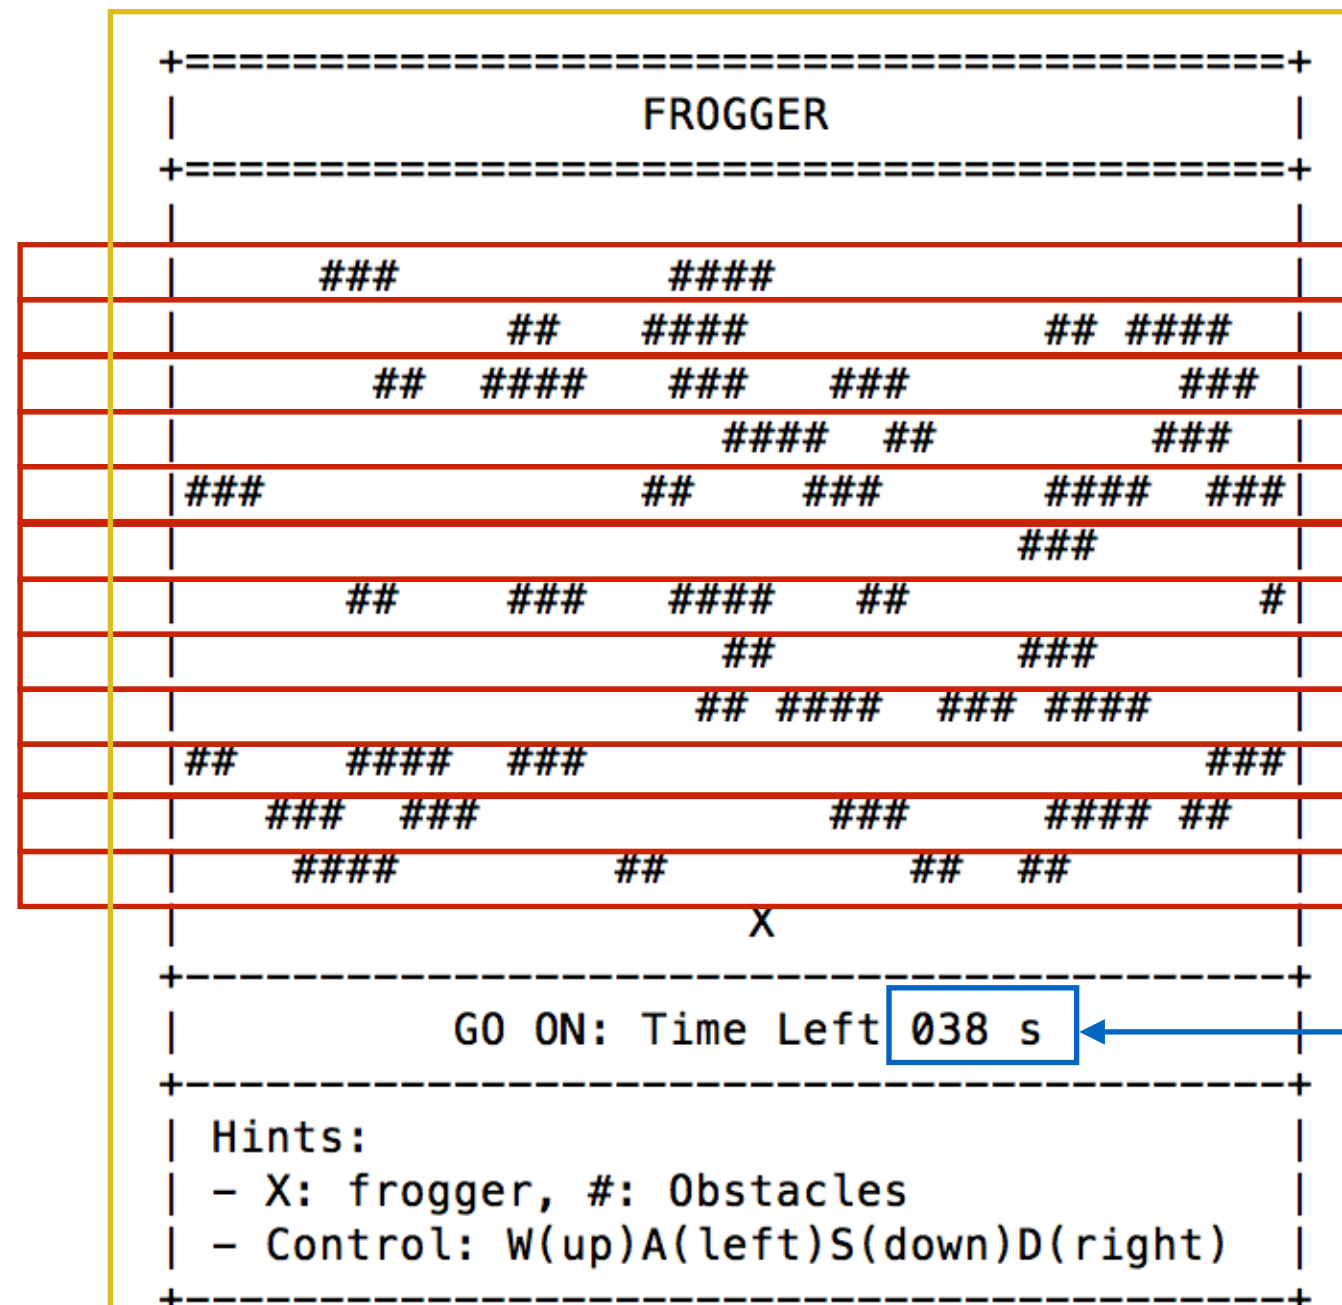 +=========================================+
|                 FROGGER                 |
+=========================================+
|                                         |
|     ###          ####                   |
|            ##   ####           ## ####  |
|       ##  ####   ###   ###          ### |
|                    ####  ##        ###  |
|###              ##    ###      ####  ###|
|                               ###       |
|      ##    ###   ####   ##             #|
|                    ##         ###       |
|                   ## ####  ### ####     |
|##    ####  ###                       ###|
|   ###  ###             ###     #### ##  |
|    ####        ##         ##  ##        |
|                     X                   |
+-----------------------------------------+
|          GO ON: Time Left 038 s         |
+-----------------------------------------+
| Hints:                                  |
| - X: frogger, #: Obstacles              |
| - Control: W(up)A(left)S(down)D(right)  |
+-----------------------------------------+